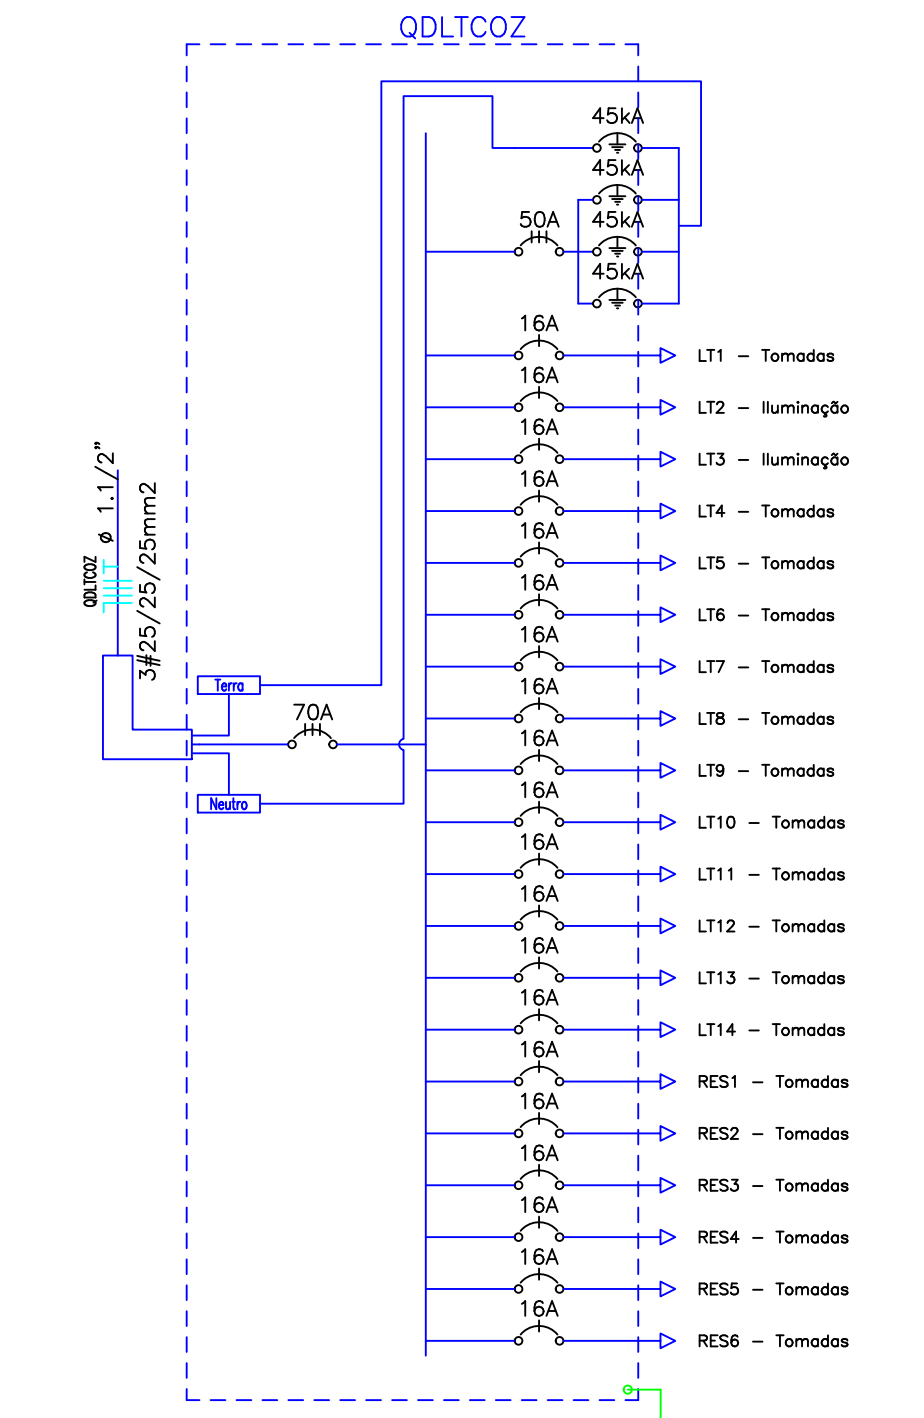 QDLTCOZ
45kA
45kA
50A
45kA
45kA
16A
LT1 - Tomadas
16A
LT2 - Iluminação
16A
LT3 - Iluminação
16A
LT4 - Tomadas
16A
LT5 - Tomadas
16A
LT6 - Tomadas
16A
LT7 - Tomadas
16A
LT8 - Tomadas
16A
LT9 - Tomadas
16A
LT10 - Tomadas
16A
LT11 - Tomadas
16A
LT12 - Tomadas
16A
LT13 - Tomadas
16A
LT14 - Tomadas
16A
RES1 - Tomadas
16A
RES2 - Tomadas
16A
RES3 - Tomadas
16A
RES4 - Tomadas
16A
RES5 - Tomadas
16A
RES6 - Tomadas
QDLTCOZ
ø 1.1/2"
3#25/25/25mm2
Terra
70A
Neutro